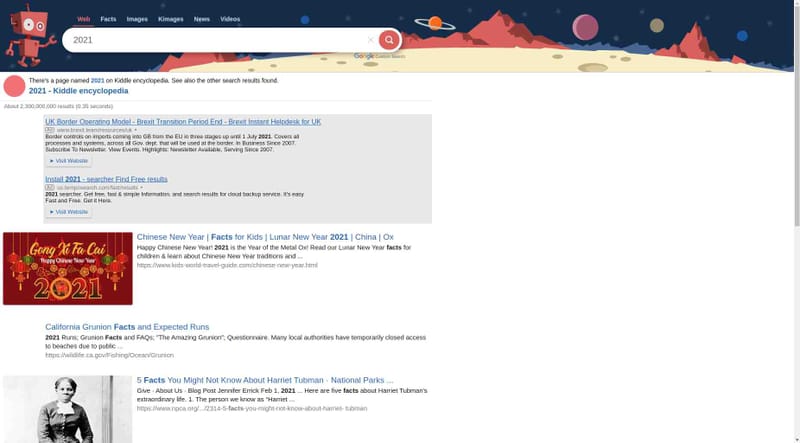 Web Facts Images Kimages News Videos
2021
Google Custom Search
There's a page named 2021 on Kiddle encyclopedia. See also the other search results found.
2021 - Kiddle encyclopedia
About 2,300,000,000 results (0.35 seconds)
UK Border Operating Model - Brexit Transition Period End - Brexit Instant Helpdesk for UK
Ad www.brexit.team/resources/uk
Border controls on imports coming into GB from the EU in three stages up until 1 July 2021. Covers all
processes and systems, across all Gov. dept. that will be used at the border. In Business Since 2007.
Subscribe To Newsletter. View Events. Highlights: Newsletter Available, Serving Since 2007.
► Visit Website
Install 2021 - searcher Find Free results
Ad us.temposearch.com/fast/results
2021 searcher. Get free, fast & simple Information, and search results for cloud backup service. It's easy
Fast and Free. Get it Here.
► Visit Website
Chinese New Year | Facts for Kids | Lunar New Year 2021 | China | Ox
Gong Xi Fa Cai
Happy Chinese New Year
2021
Happy Chinese New Year! 2021 is the Year of the Metal Ox! Read our Lunar New Year facts for
children & learn about Chinese New Year traditions and ...
https://www.kids-world-travel-guide.com/chinese-new-year.html
California Grunion Facts and Expected Runs
2021 Runs; Grunion Facts and FAQs; "The Amazing Grunion"; Questionnaire. Many local authorities have temporarily closed access
to beaches due to public ...
https://wildlife.ca.gov/Fishing/Ocean/Grunion
5 Facts You Might Not Know About Harriet Tubman · National Parks ...
Give · About Us · Blog Post Jennifer Errick Feb 1, 2021 ... Here are five facts about Harriet Tubman's
extraordinary life. 1. The person we know as "Harriet ...
https://www.npca.org/.../2314-5-facts-you-might-not-know-about-harriet- tubman